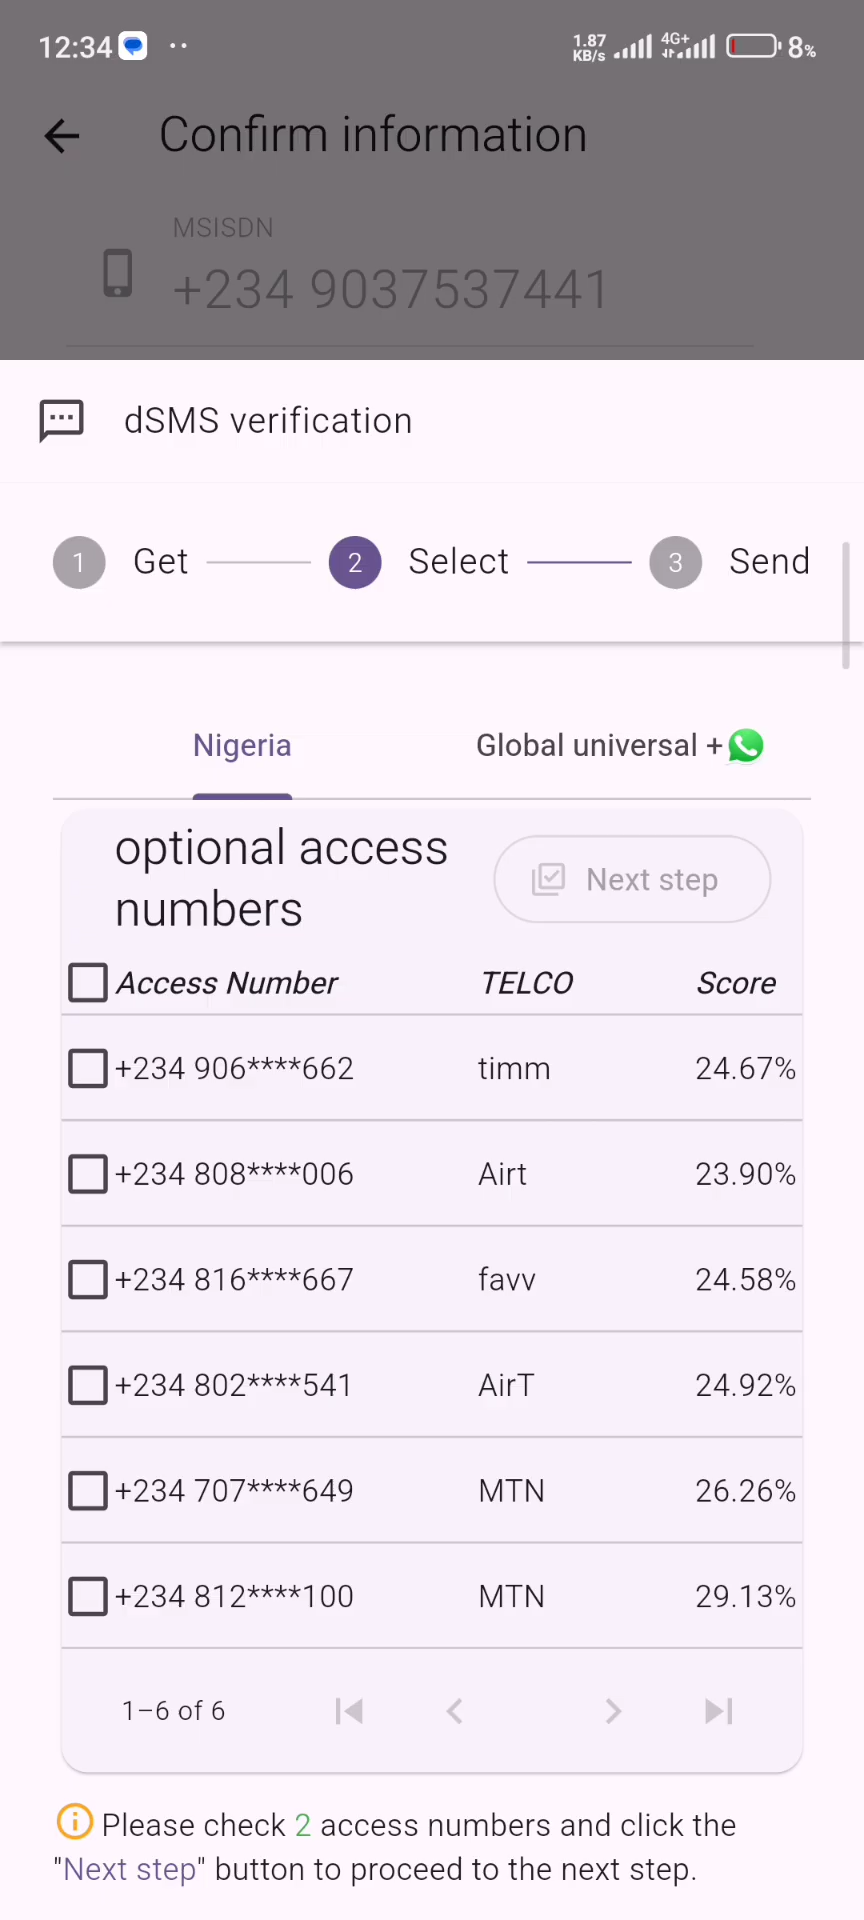 12:34
1.87
KB/s
4G+
8%
Confirm information
MSISDN
+234 9037537441
dSMS verification
1 Get 2 Select 3 Send
Nigeria Global universal +
optional access
numbers
Next step
Access Number TELCO Score
+234 906****662 timm 24.67%
+234 808****006 Airt 23.90%
+234 816****667 favv 24.58%
+234 802****541 AirT 24.92%
+234 707****649 MTN 26.26%
+234 812****100 MTN 29.13%
1–6 of 6
Please check 2 access numbers and click the
"Next step" button to proceed to the next step.